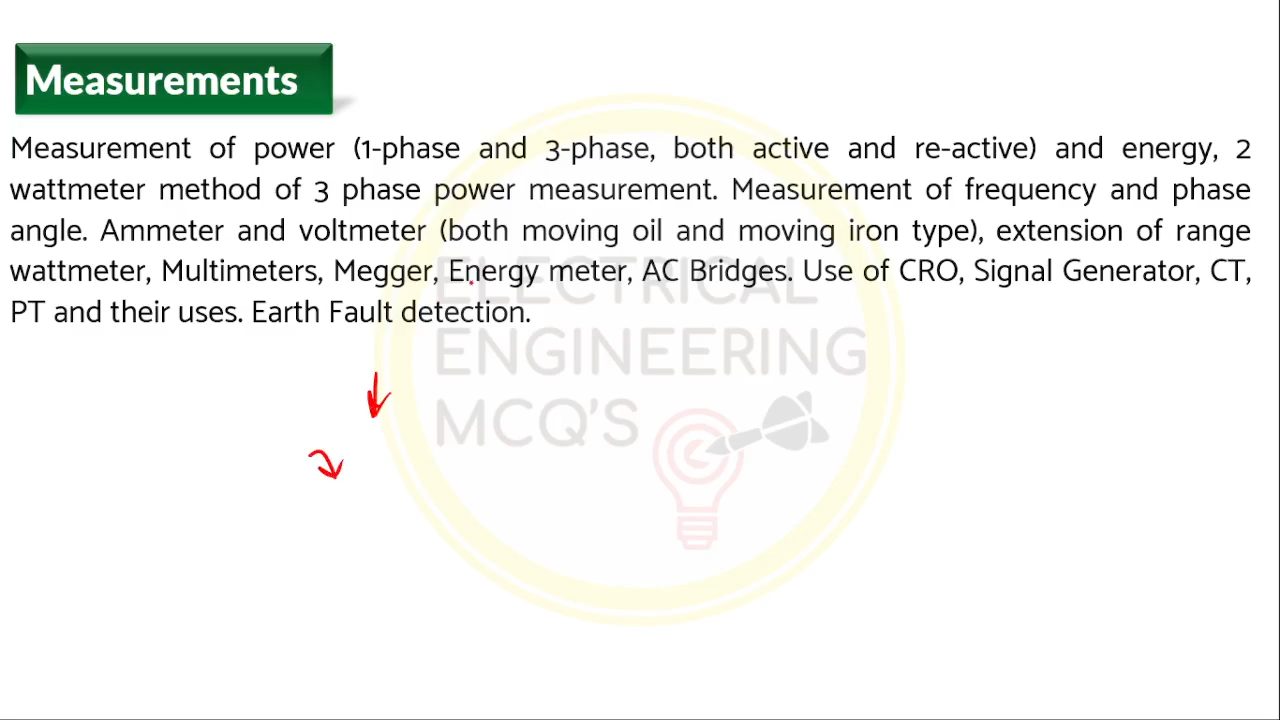 Measurements
Measurement of power (1-phase and 3-phase, both active and re-active) and energy, 2
wattmeter method of 3 phase power measurement. Measurement of frequency and phase
angle. Ammeter and voltmeter (both moving oil and moving iron type), extension of range
wattmeter, Multimeters, Megger, Energy meter, AC Bridges. Use of CRO, Signal Generator, CT,
PT and their uses. Earth Fault detection.
ELECTRICAL
ENGINEERING
MCQ'S